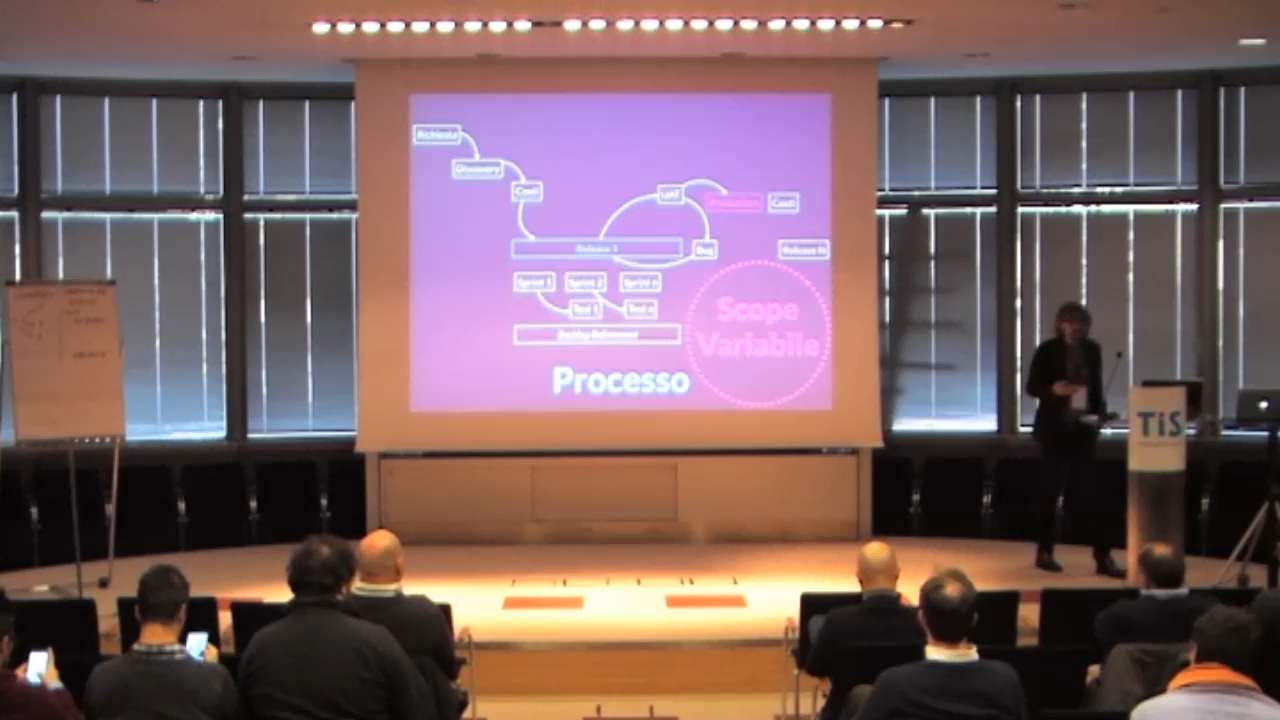 Richiesta
Discovery
Costi
UAT
Production
Costi
Release 1
Bug
Release N
Sprint 1
Sprint 2
Sprint n
Test 1
Test n
Scope
Variabile
Processo
TiS